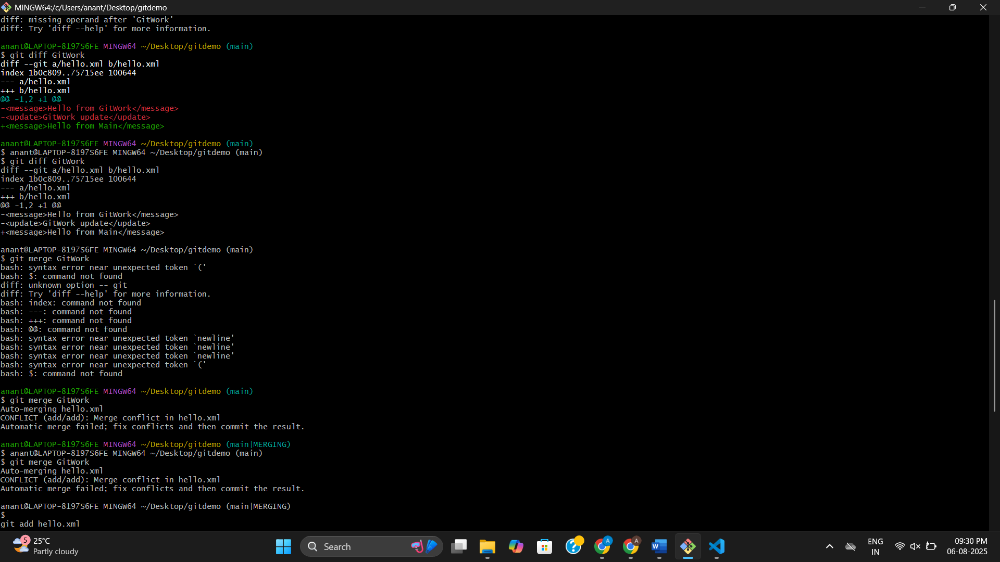 MINGW64:/c/Users/anant/Desktop/gitdemo
diff: missing operand after 'GitWork'
diff: Try 'diff --help' for more information.
anant@LAPTOP-8197S6FE MINGW64 ~/Desktop/gitdemo (main)
$ git diff GitWork
diff --git a/hello.xml b/hello.xml
index 1b0c809..75715ee 100644
--- a/hello.xml
+++ b/hello.xml
@@ -1,2 +1 @@
-<message>Hello from GitWork</message>
-<update>GitWork update</update>
+<message>Hello from Main</message>
anant@LAPTOP-8197S6FE MINGW64 ~/Desktop/gitdemo (main)
$ anant@LAPTOP-8197S6FE MINGW64 ~/Desktop/gitdemo (main)
$ git diff GitWork
diff --git a/hello.xml b/hello.xml
index 1b0c809..75715ee 100644
--- a/hello.xml
+++ b/hello.xml
@@ -1,2 +1 @@
-<message>Hello from GitWork</message>
-<update>GitWork update</update>
+<message>Hello from Main</message>
anant@LAPTOP-8197S6FE MINGW64 ~/Desktop/gitdemo (main)
$ git merge GitWork
bash: syntax error near unexpected token `('
bash: $: command not found
diff: unknown option -- git
diff: Try 'diff --help' for more information.
bash: index: command not found
bash: ---: command not found
bash: +++: command not found
bash: @@: command not found
bash: syntax error near unexpected token `newline'
bash: syntax error near unexpected token `newline'
bash: syntax error near unexpected token `newline'
bash: syntax error near unexpected token `('
bash: $: command not found
anant@LAPTOP-8197S6FE MINGW64 ~/Desktop/gitdemo (main)
$ git merge GitWork
Auto-merging hello.xml
CONFLICT (add/add): Merge conflict in hello.xml
Automatic merge failed; fix conflicts and then commit the result.
anant@LAPTOP-8197S6FE MINGW64 ~/Desktop/gitdemo (main|MERGING)
$ anant@LAPTOP-8197S6FE MINGW64 ~/Desktop/gitdemo (main)
$ git merge GitWork
Auto-merging hello.xml
CONFLICT (add/add): Merge conflict in hello.xml
Automatic merge failed; fix conflicts and then commit the result.
anant@LAPTOP-8197S6FE MINGW64 ~/Desktop/gitdemo (main|MERGING)
$
git add hello.xml
5
25°C
Partly cloudy
Search
A
A
W
ENG
IN
09:30 PM
06-08-2025